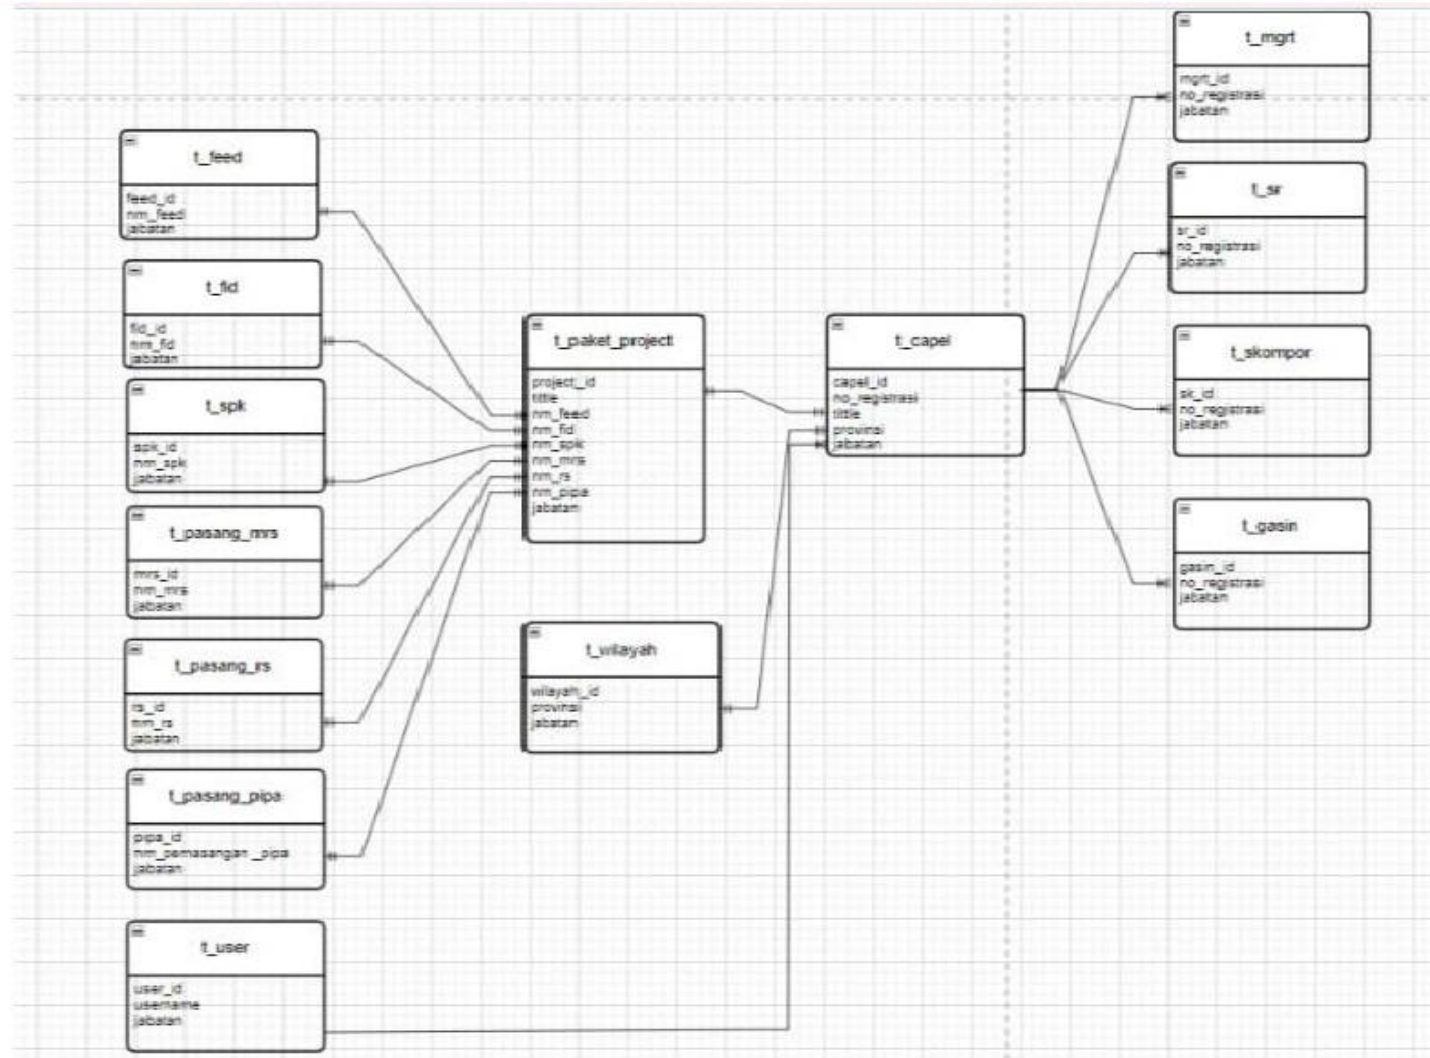 t_feed
feed_id
nm_feed
jabatan
t_fid
fid_id
nm_fid
jabatan
t_spk
spk_id
nm_spk
jabatan
t_pasang_mrs
mrs_id
nm_mrs
jabatan
t_pasang_rs
rs_id
nm_rs
jabatan
t_pasang_pipa
pipa_id
nm_pemasangan _pipa
jabatan
t_user
user_id
username
jabatan
t_paket_project
project_id
tittle
nm_feed
nm_fid
nm_spk
nm_mrs
nm_rs
nm_pipa
jabatan
t_wilayah
wilayah_id
provinsi
jabatan
t_capel
capel_id
no_registrasi
tittle
provinsi
jabatan
t_mgrt
mgrt_id
no_registrasi
jabatan
t_sr
sr_id
no_registrasi
jabatan
t_skompor
sk_id
no_registrasi
jabatan
t_gasin
gasin_id
no_registrasi
jabatan